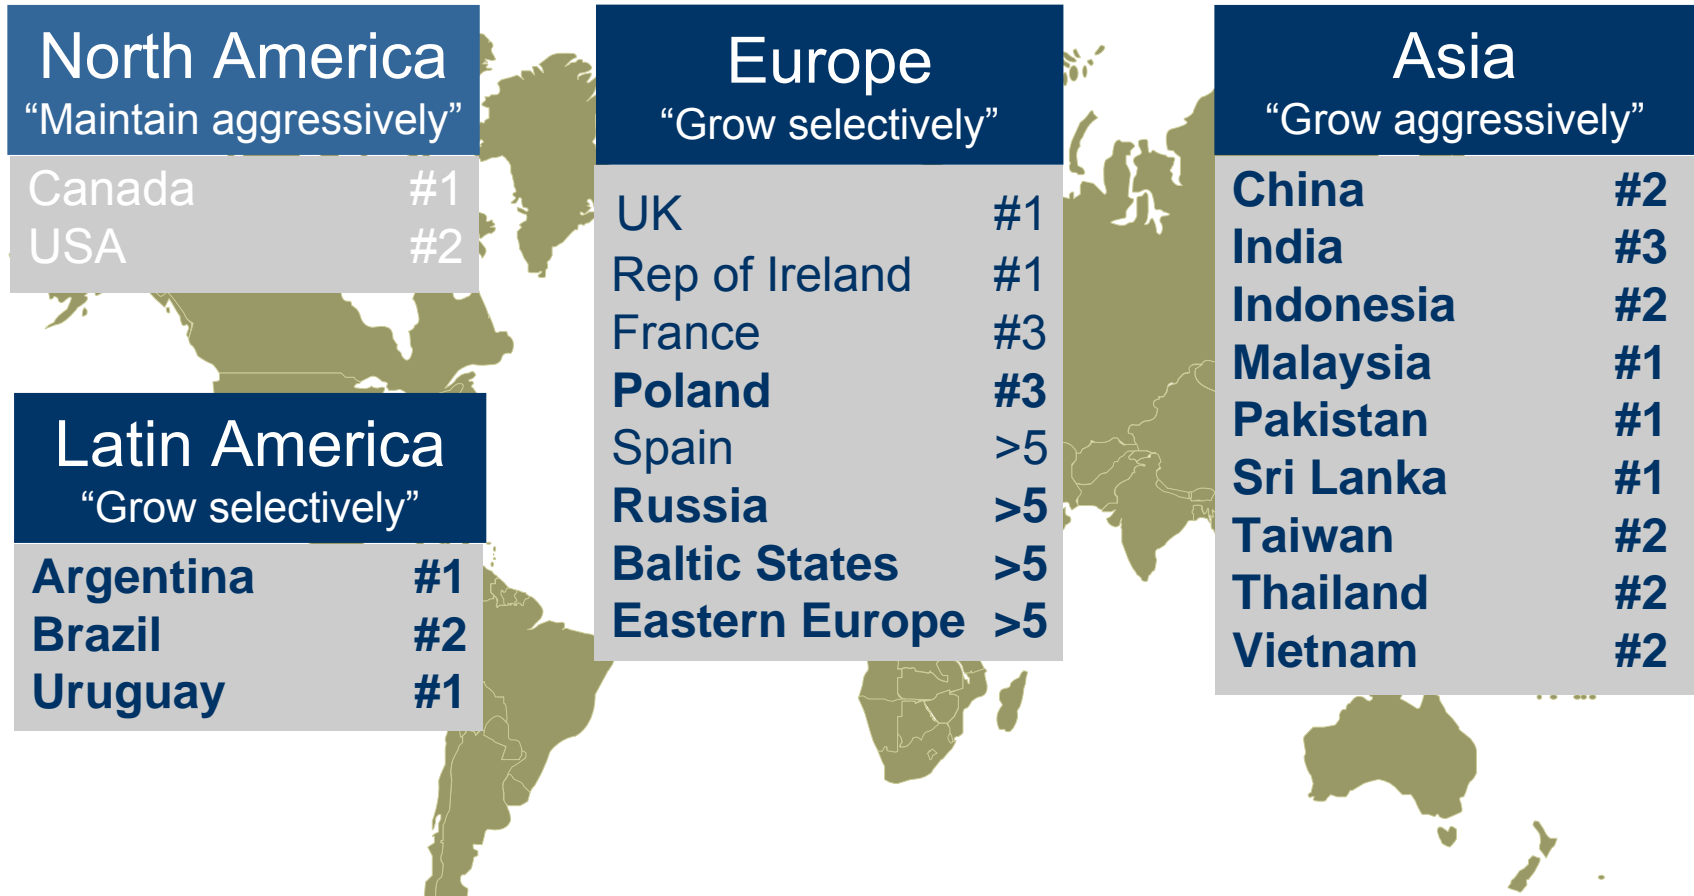 North America
“Maintain aggressively”
Canada #1
USA #2
Latin America
“Grow selectively”
Argentina #1
Brazil #2
Uruguay #1
Europe
“Grow selectively”
UK #1
Rep of Ireland #1
France #3
Poland #3
Spain >5
Russia >5
Baltic States >5
Eastern Europe >5
Asia
“Grow aggressively”
China #2
India #3
Indonesia #2
Malaysia #1
Pakistan #1
Sri Lanka #1
Taiwan #2
Thailand #2
Vietnam #2